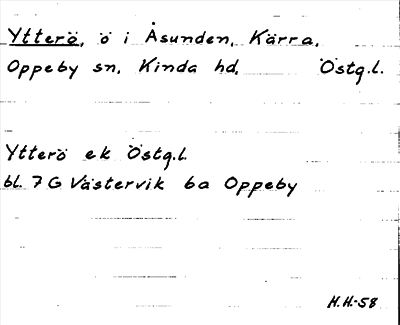 Ytterö, ö i Åsunden, Kärra,
Oppeby sn, Kinda hd, Östg.l.
Ytterö ek Östg.l.
bl. 7 G Västervik 6a Oppeby
H.H.-58